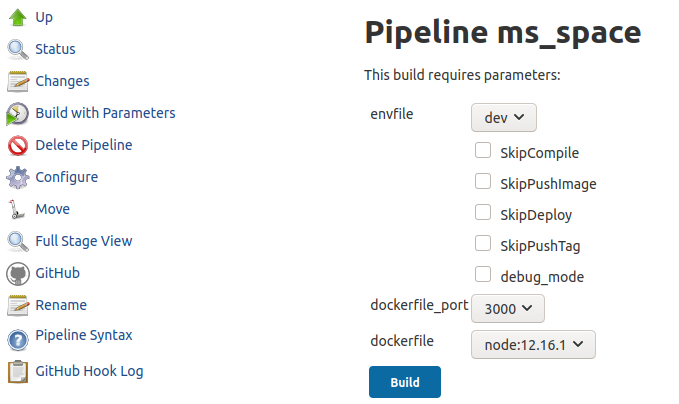 Up
Status
Changes
Build with Parameters
Delete Pipeline
Configure
Move
Full Stage View
GitHub
Rename
Pipeline Syntax
GitHub Hook Log
Pipeline ms_space
This build requires parameters:
envfile dev
SkipCompile
SkipPushImage
SkipDeploy
SkipPushTag
debug_mode
dockerfile_port 3000
dockerfile node:12.16.1
Build